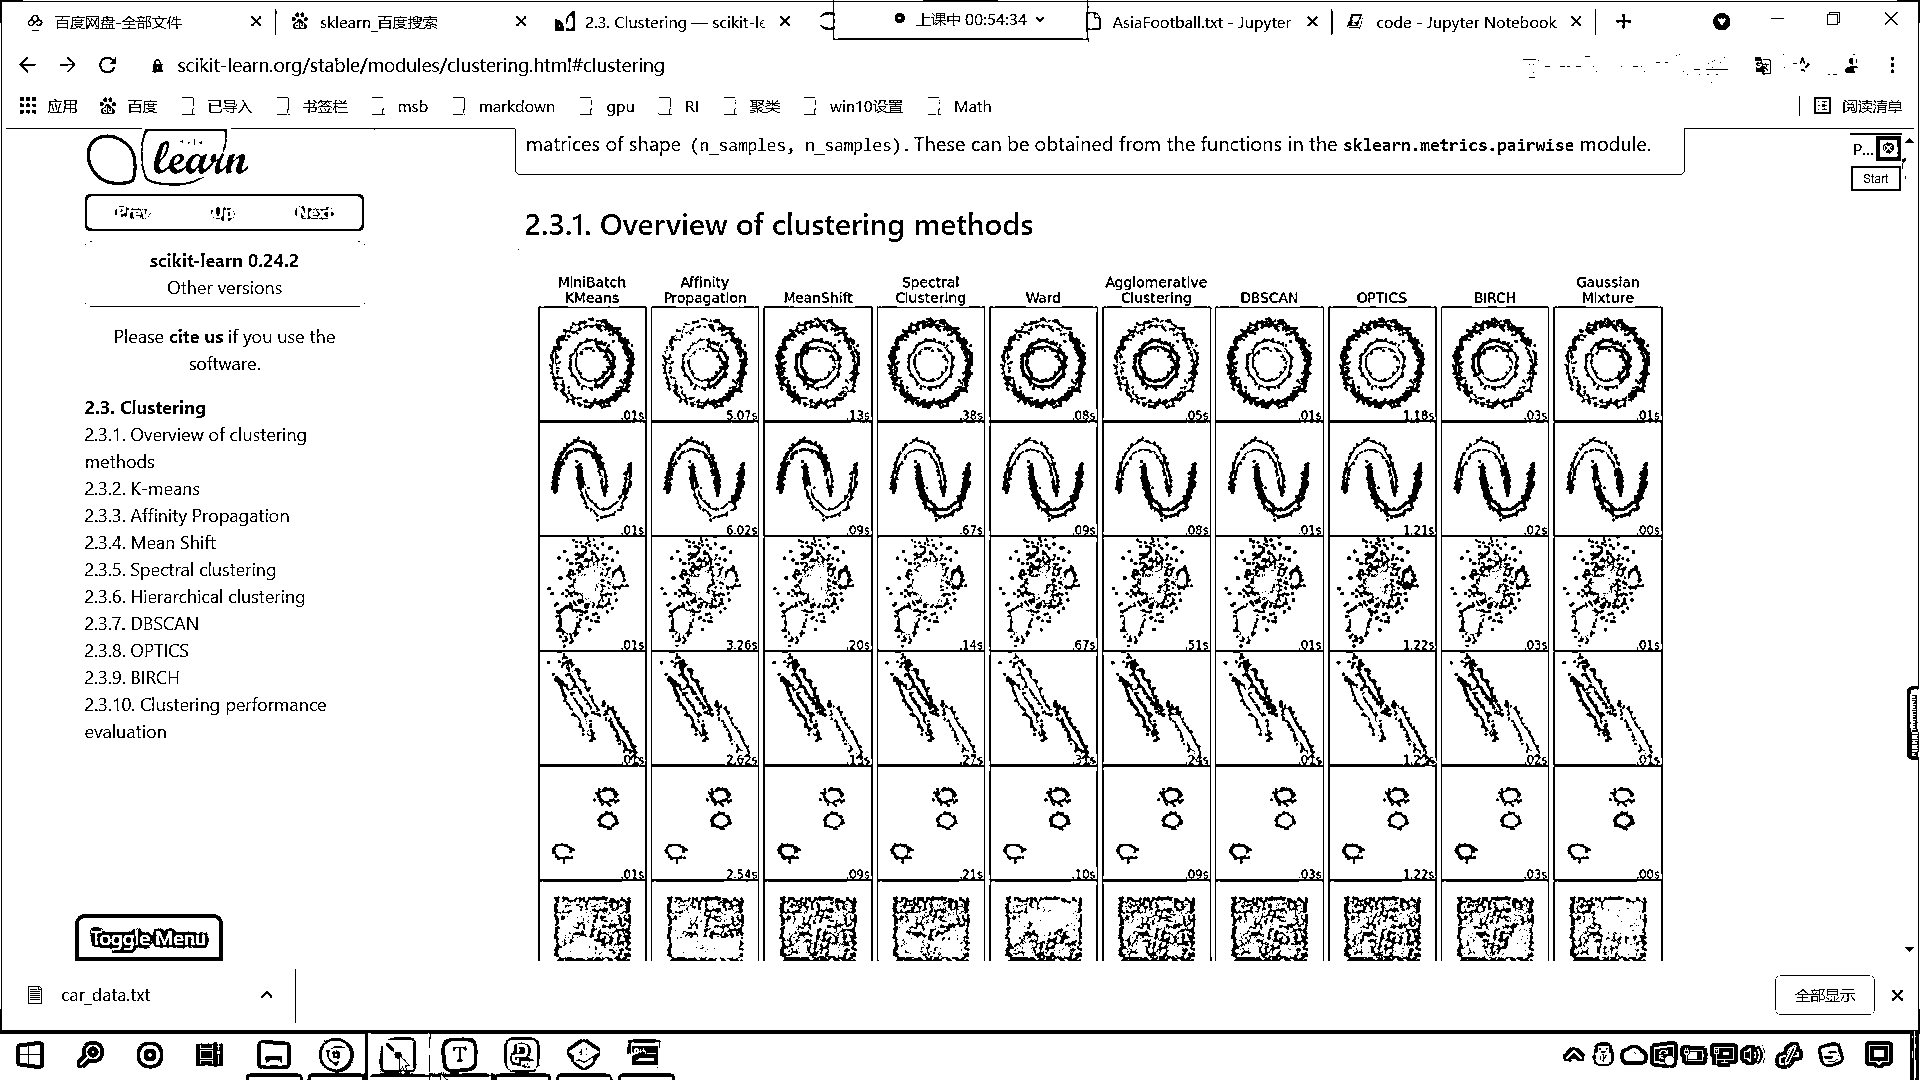 百度网盘-全部文件
sklearn_百度搜索
2.3. Clustering — scikit-le
上课中 00:54:34
AsiaFootball.txt - Jupyter
code - Jupyter Notebook
scikit-learn.org/stable/modules/clustering.html#clustering
应用 百度 已导入 书签栏 msb markdown gpu RI 聚类 win10设置 Math 阅读清单
learn
Prev Up Next
scikit-learn 0.24.2
Other versions
Please cite us if you use the
software.
2.3. Clustering
2.3.1. Overview of clustering
methods
2.3.2. K-means
2.3.3. Affinity Propagation
2.3.4. Mean Shift
2.3.5. Spectral clustering
2.3.6. Hierarchical clustering
2.3.7. DBSCAN
2.3.8. OPTICS
2.3.9. BIRCH
2.3.10. Clustering performance
evaluation
Toggle Menu
matrices of shape (n_samples, n_samples). These can be obtained from the functions in the sklearn.metrics.pairwise module.
P...
Start
2.3.1. Overview of clustering methods
MiniBatch
KMeans
Affinity
Propagation
MeanShift
Spectral
Clustering
Ward
Agglomerative
Clustering
DBSCAN
OPTICS
BIRCH
Gaussian
Mixture
.01s 5.07s .13s .38s .08s .05s .01s 1.18s .03s .01s
.01s 6.02s .09s .67s .09s .08s .01s 1.21s .02s .00s
.01s 3.26s .20s .14s .67s .51s .01s 1.22s .03s .01s
.01s 2.62s .27s .24s .01s .02s .01s
.01s 2.54s .09s .21s .10s .09s .03s 1.22s .03s .00s
car_data.txt
全部显示